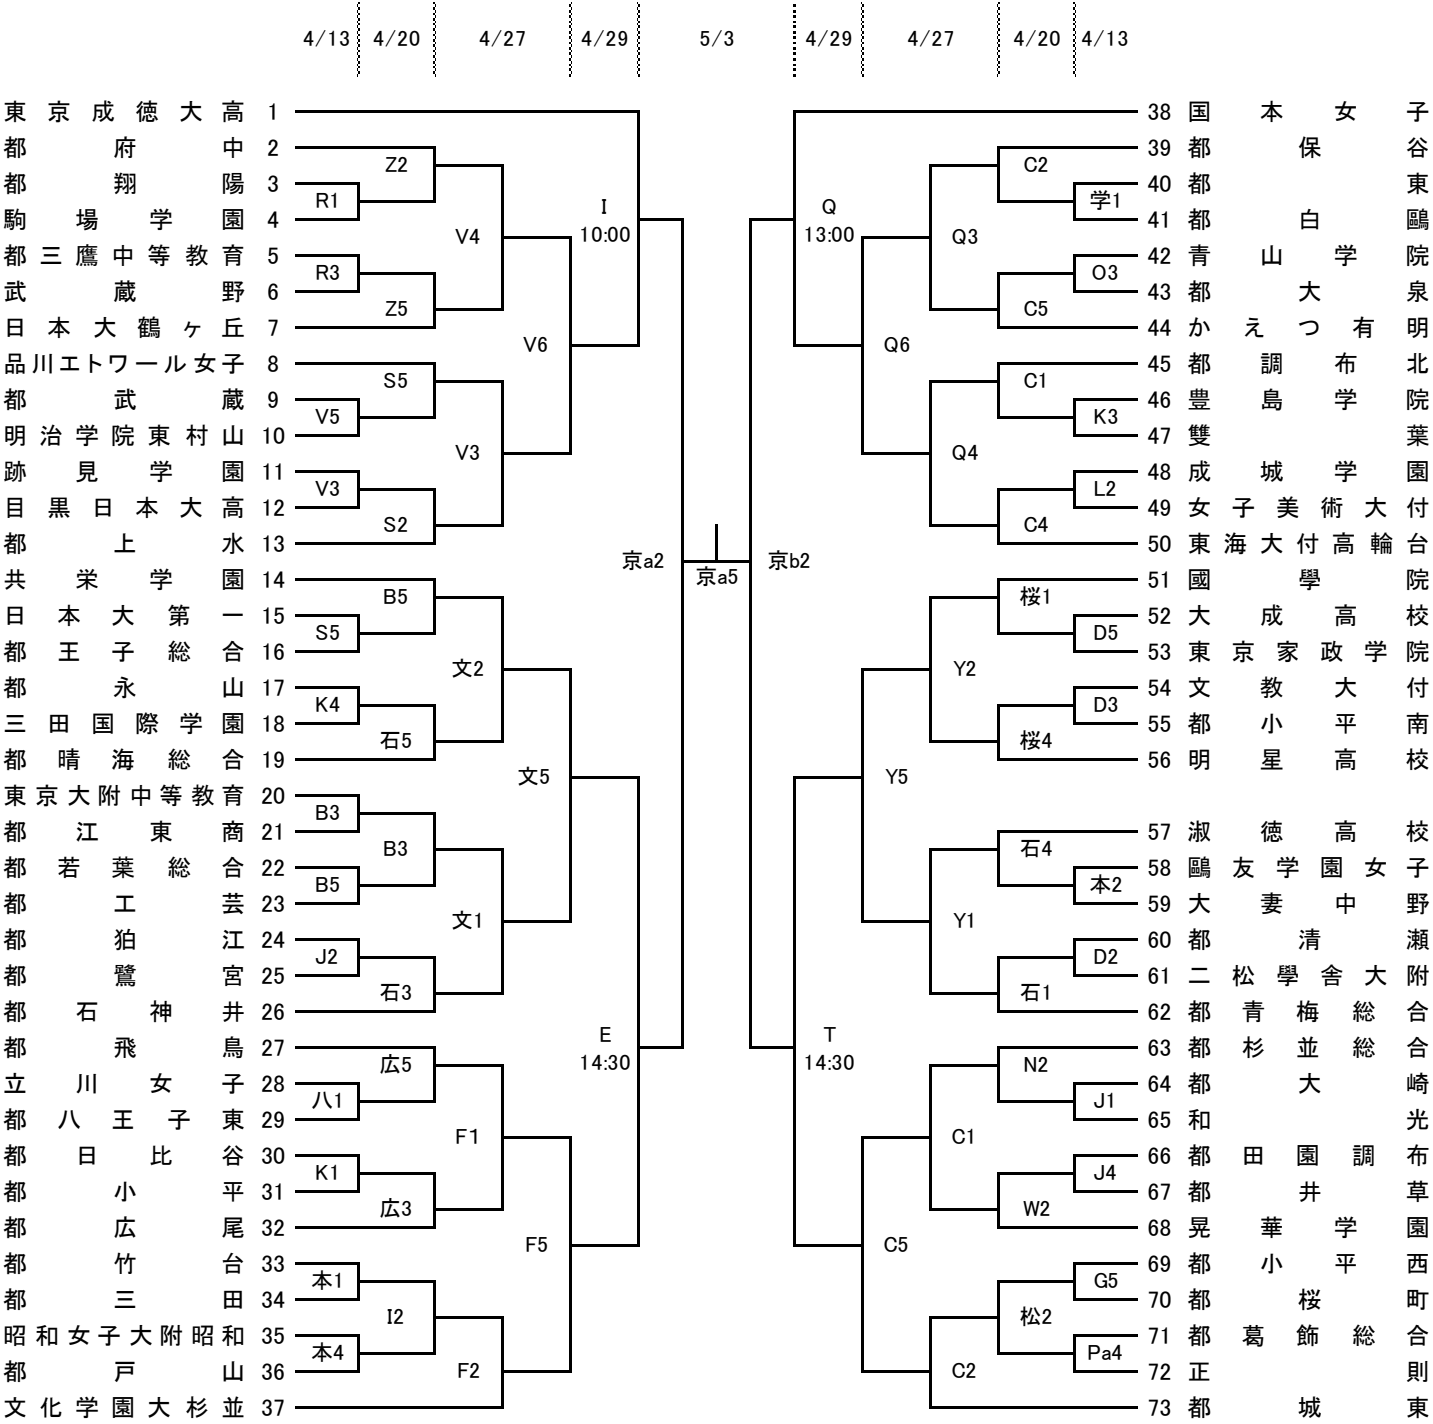 4/13 4/20 4/27 4/29 5/3 4/29 4/27 4/20 4/13
東京成徳大高 1 38 国本女子
都府中 2 39 都保谷
Z2 C2
都翔陽 3 40 都東
R1 I Q 学1
駒場学園 4 41 都白鷗
V4 10:00 13:00 Q3
都三鷹中等教育 5 42 青山学院
R3 O3
武蔵野 6 43 都大泉
Z5 C5
日本大鶴ヶ丘 7 44 かえつ有明
V6 Q6
品川エトワール女子 8 45 都調布北
S5 C1
都武蔵 9 46 豊島学院
V5 K3
明治学院東村山 10 47 雙葉
V3 Q4
跡見学園 11 48 成城学園
V3 L2
目黒日本大高 12 49 女子美術大付
S2 C4
都上水 13 50 東海大付高輪台
京a2 京a5 京b2
共栄学園 14 51 國學院
B5 桜1
日本大第一 15 52 大成高校
S5 D5
都王子総合 16 53 東京家政学院
文2 Y2
都永山 17 54 文教大付
K4 D3
三田国際学園 18 55 都小平南
石5 桜4
都晴海総合 19 56 明星高校
文5 Y5
東京大附中等教育 20
B3
都江東商 21 57 淑徳高校
B3 石4
都若葉総合 22 58 鷗友学園女子
B5 本2
都工芸 23 59 大妻中野
文1 Y1
都狛江 24 60 都清瀬
J2 D2
都鷺宮 25 61 二松學舎大附
石3 石1
都石神井 26 62 都青梅総合
E T
都飛鳥 27 63 都杉並総合
広5 14:30 14:30 N2
立川女子 28 64 都大崎
八1 J1
都八王子東 29 65 和光
F1 C1
都日比谷 30 66 都田園調布
K1 J4
都小平 31 67 都井草
広3 W2
都広尾 32 68 晃華学園
F5 C5
都竹台 33 69 都小平西
本1 G5
都三田 34 70 都桜町
I2 松2
昭和女子大附昭和 35 71 都葛飾総合
本4 Pa4
都戸山 36 72 正則
F2 C2
文化学園大杉並 37 73 都城東